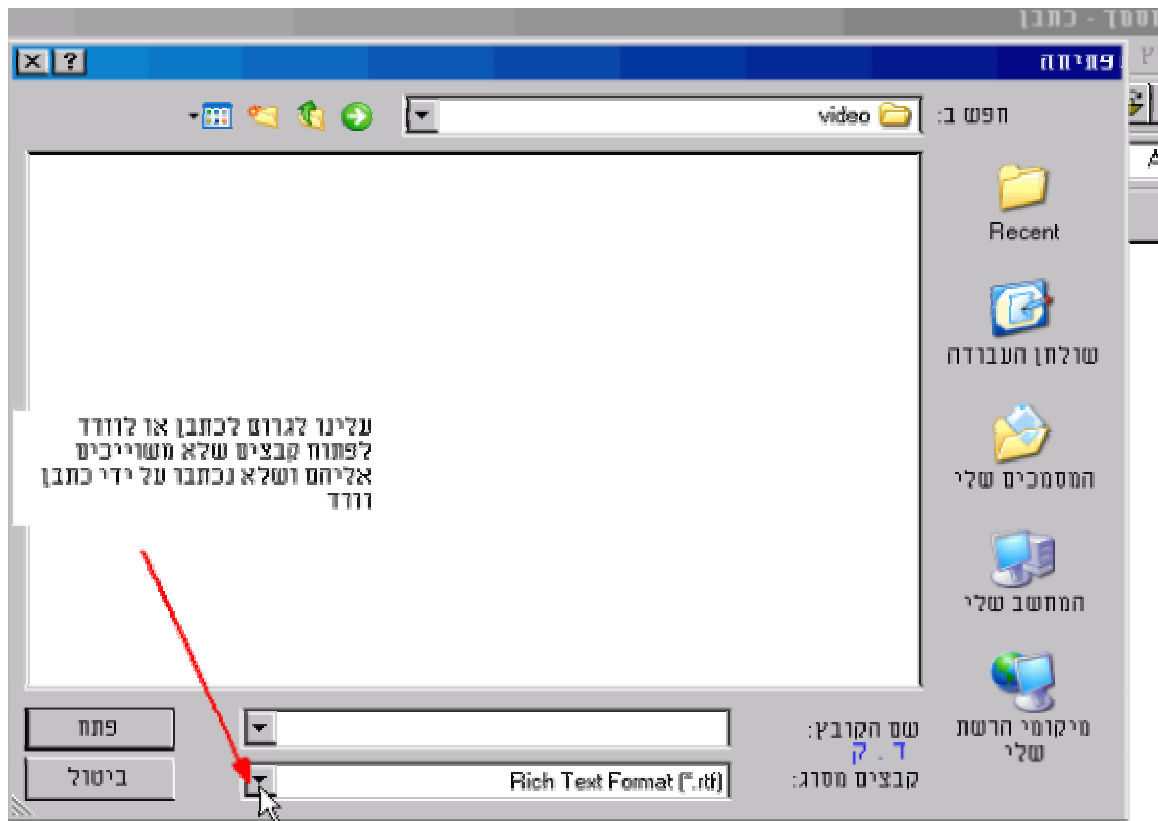 מסמך - כתבן
פתיחה
חפש ב:
video
Recent
שולחן העבודה
המסמכים שלי
המחשב שלי
מיקומי הרשת
שלי
עלינו לגרום לכתבן או לוורד
לפתוח קבצים שלא משוייכים
אליהם ושלא נכתבו על ידי כתבן
וורד
שם הקובץ:
פתח
ד . ק
קבצים מסוג:
Rich Text Format (*.rtf)
ביטול